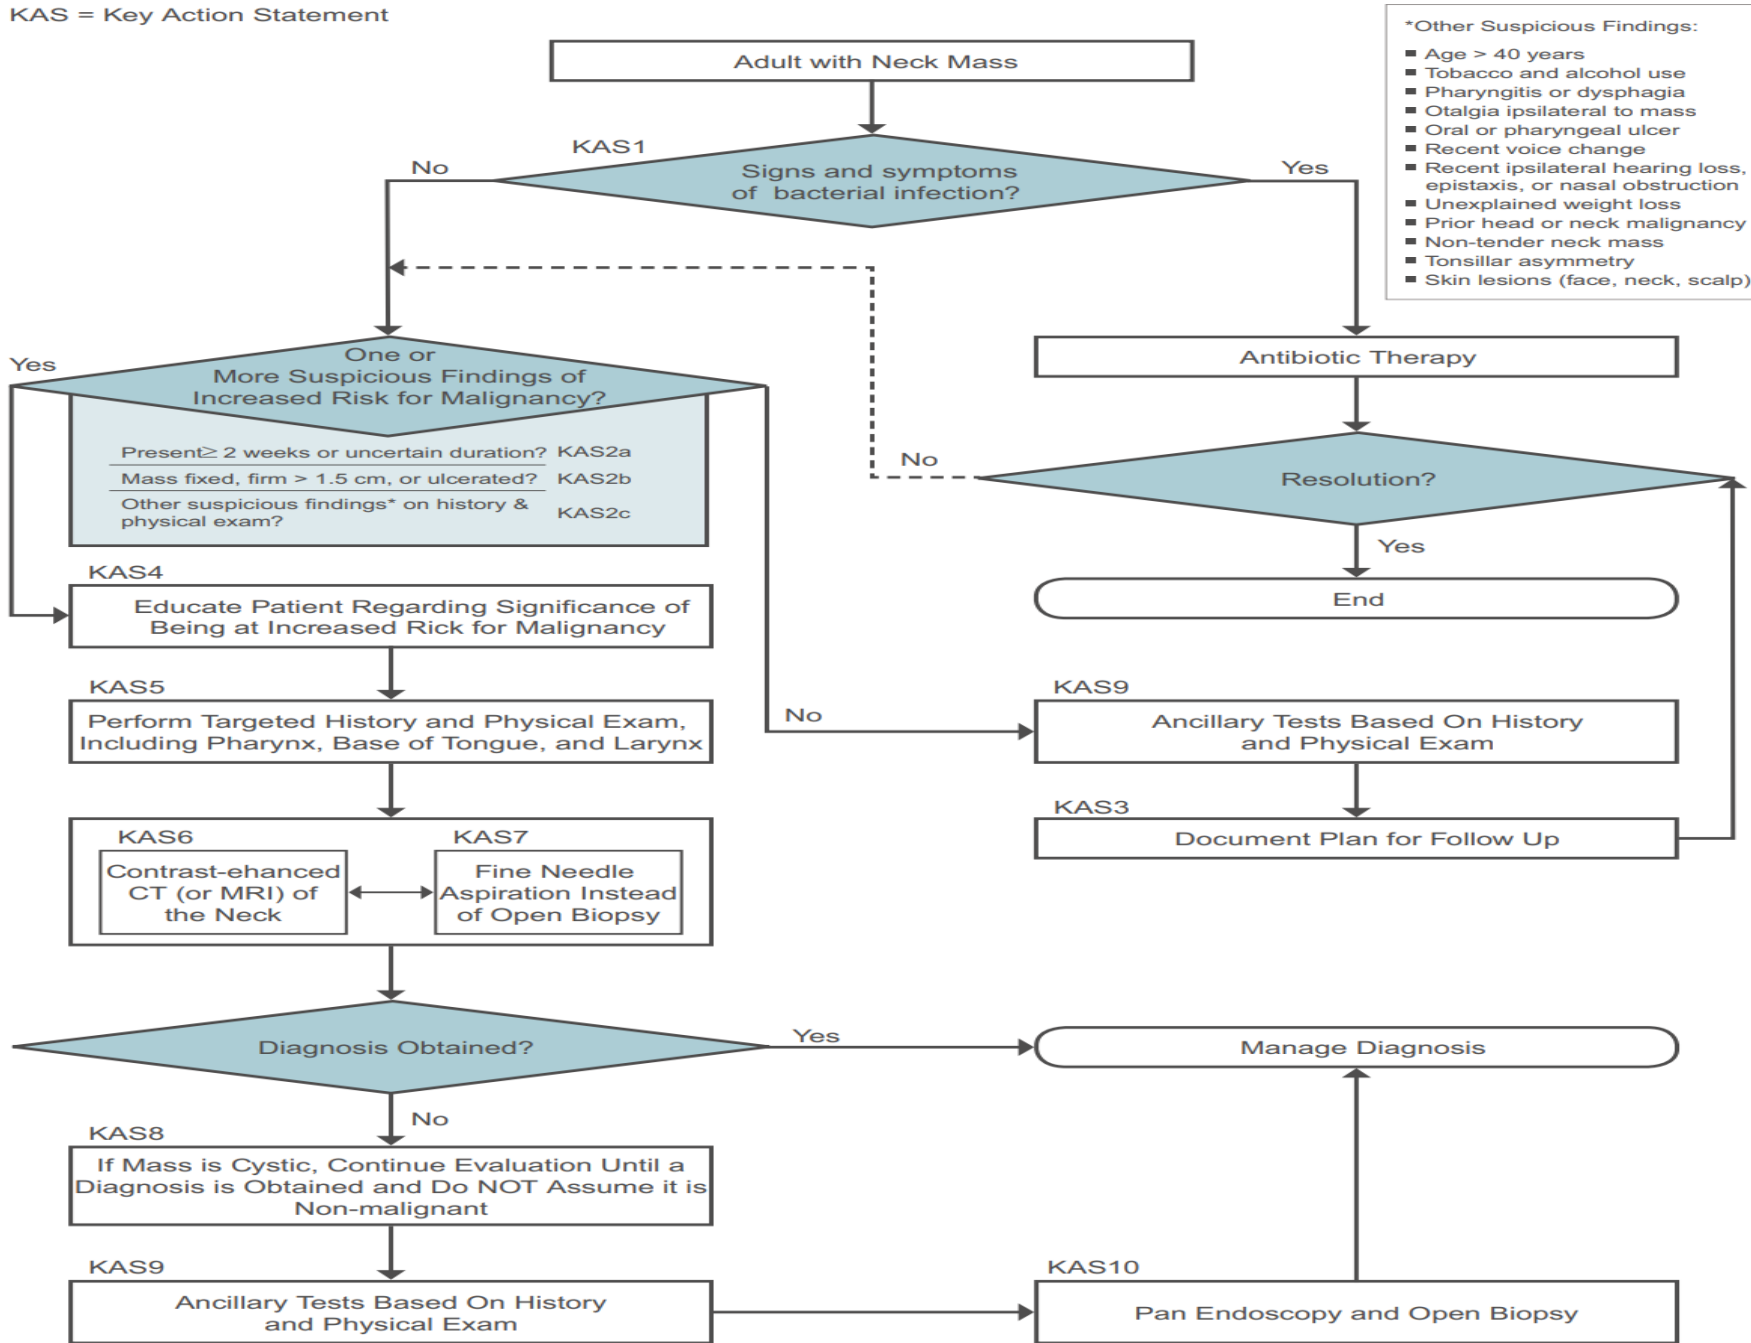 KAS = Key Action Statement
*Other Suspicious Findings:
■ Age > 40 years
■ Tobacco and alcohol use
■ Pharyngitis or dysphagia
■ Otalgia ipsilateral to mass
■ Oral or pharyngeal ulcer
■ Recent voice change
■ Recent ipsilateral hearing loss,
epistaxis, or nasal obstruction
■ Unexplained weight loss
■ Prior head or neck malignancy
■ Non-tender neck mass
■ Tonsillar asymmetry
■ Skin lesions (face, neck, scalp)
Adult with Neck Mass
KAS1
Signs and symptoms
of bacterial infection?
No
Yes
One or
More Suspicious Findings of
Increased Risk for Malignancy?
Yes
Present≥ 2 weeks or uncertain duration? KAS2a
Mass fixed, firm > 1.5 cm, or ulcerated? KAS2b
Other suspicious findings* on history &
physical exam?
KAS2c
Antibiotic Therapy
Resolution?
No
Yes
End
KAS4
Educate Patient Regarding Significance of
Being at Increased Rick for Malignancy
KAS5
Perform Targeted History and Physical Exam,
Including Pharynx, Base of Tongue, and Larynx
No
KAS9
Ancillary Tests Based On History
and Physical Exam
KAS3
Document Plan for Follow Up
KAS6
Contrast-ehanced
CT (or MRI) of
the Neck
KAS7
Fine Needle
Aspiration Instead
of Open Biopsy
Diagnosis Obtained?
Yes
Manage Diagnosis
No
KAS8
If Mass is Cystic, Continue Evaluation Until a
Diagnosis is Obtained and Do NOT Assume it is
Non-malignant
KAS9
Ancillary Tests Based On History
and Physical Exam
KAS10
Pan Endoscopy and Open Biopsy